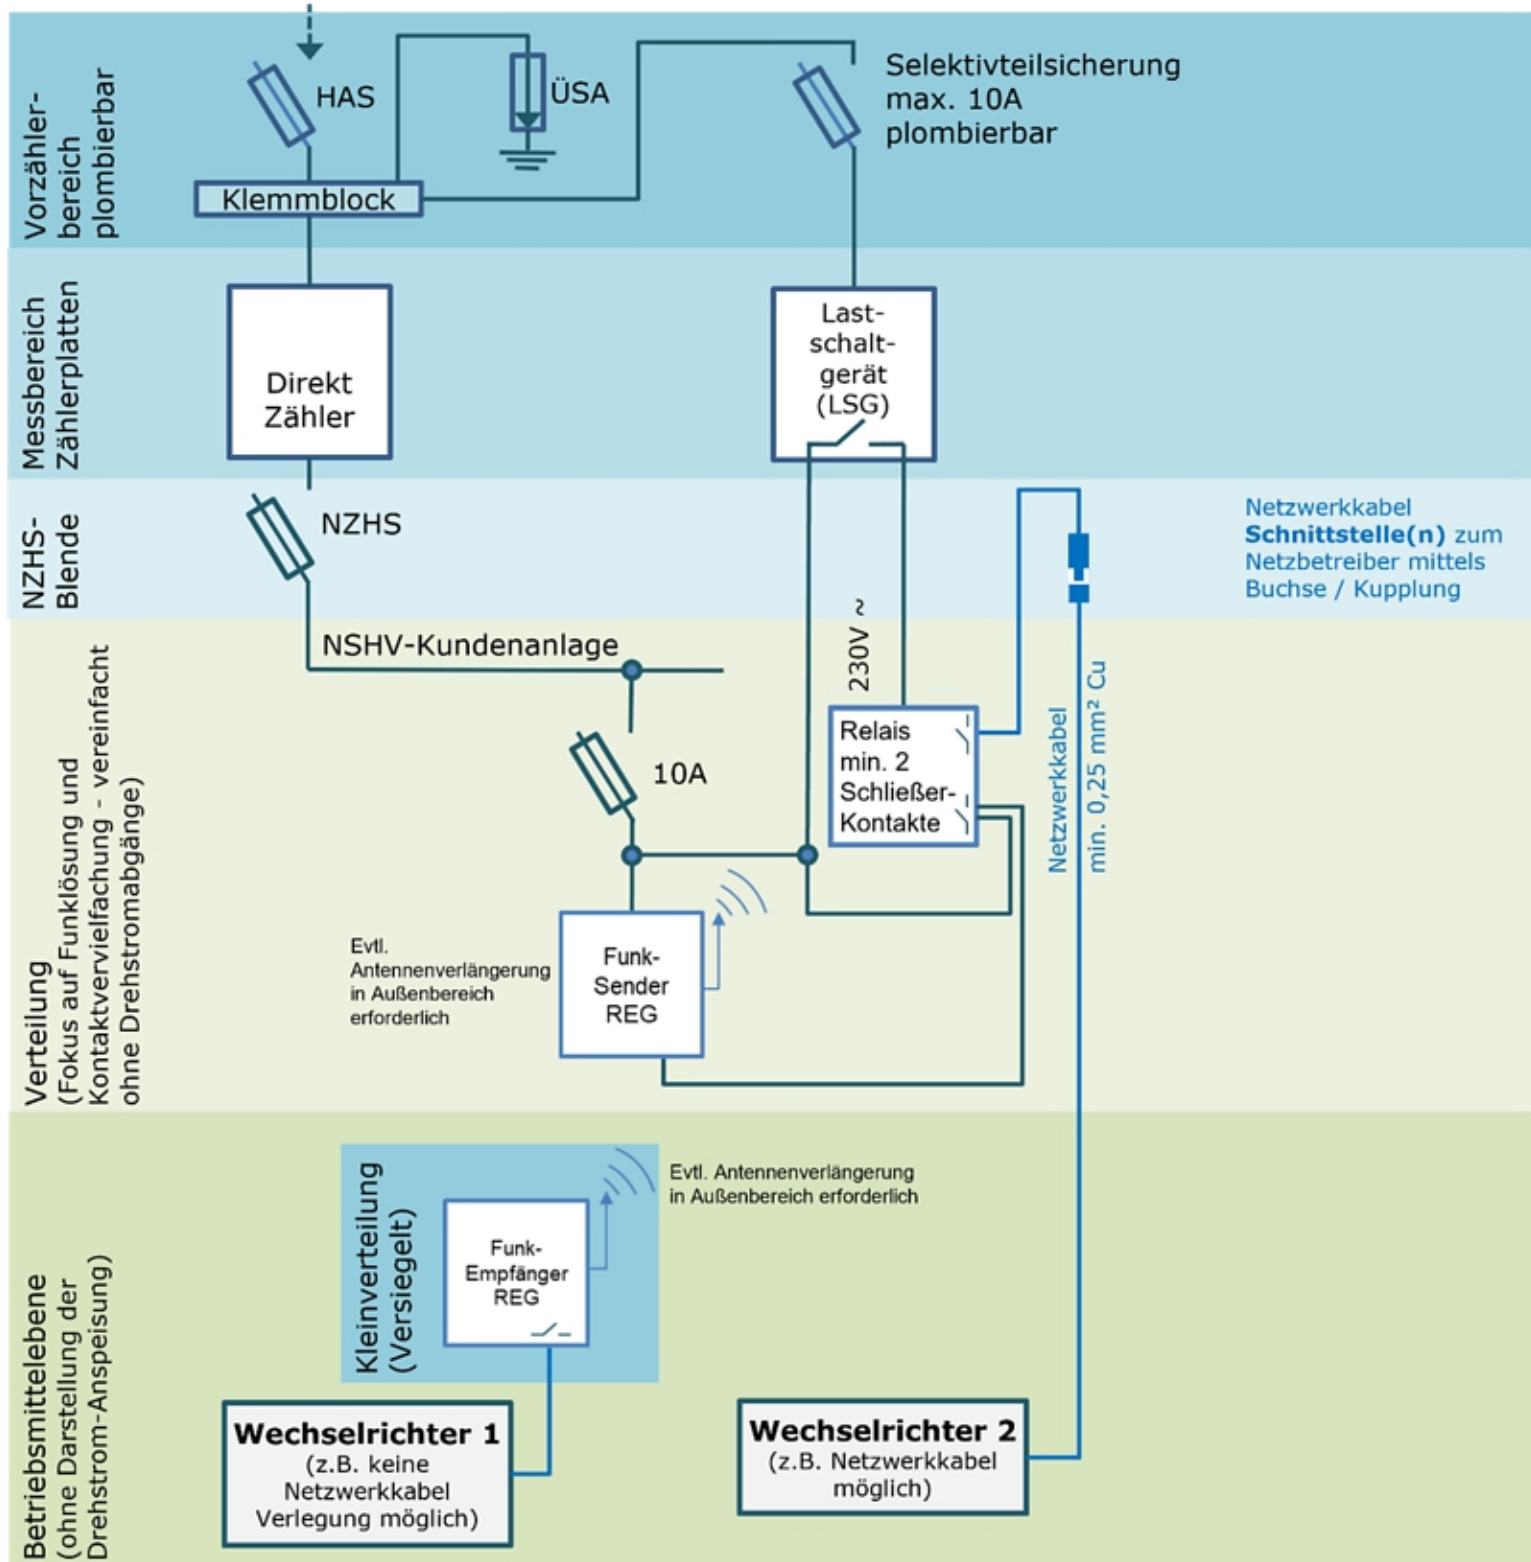 Vorzähler-
bereich
plombierbar
HAS
ÜSA
Selektivteilsicherung
max. 10A
plombierbar
Klemmblock
Messbereich
Zählerplatten
Direkt
Zähler
Last-
schalt-
gerät
(LSG)
NZHS-
Blende
NZHS
Netzwerkkabel
Schnittstelle(n) zum
Netzbetreiber mittels
Buchse / Kupplung
Verteilung
(Fokus auf Funklösung und
Kontaktvervielfachung - vereinfacht
ohne Drehstromabgänge)
NSHV-Kundenanlage
230V ~
10A
Relais
min. 2
Schließer-
Kontakte
Netzwerkkabel
min. 0,25 mm² Cu
Evtl.
Antennenverlängerung
in Außenbereich
erforderlich
Funk-
Sender
REG
Betriebsmittelebene
(ohne Darstellung der
Drehstrom-Anspeisung)
Kleinverteilung
(Versiegelt)
Funk-
Empfänger
REG
Evtl. Antennenverlängerung
in Außenbereich erforderlich
Wechselrichter 1
(z.B. keine
Netzwerkkabel
Verlegung möglich)
Wechselrichter 2
(z.B. Netzwerkkabel
möglich)